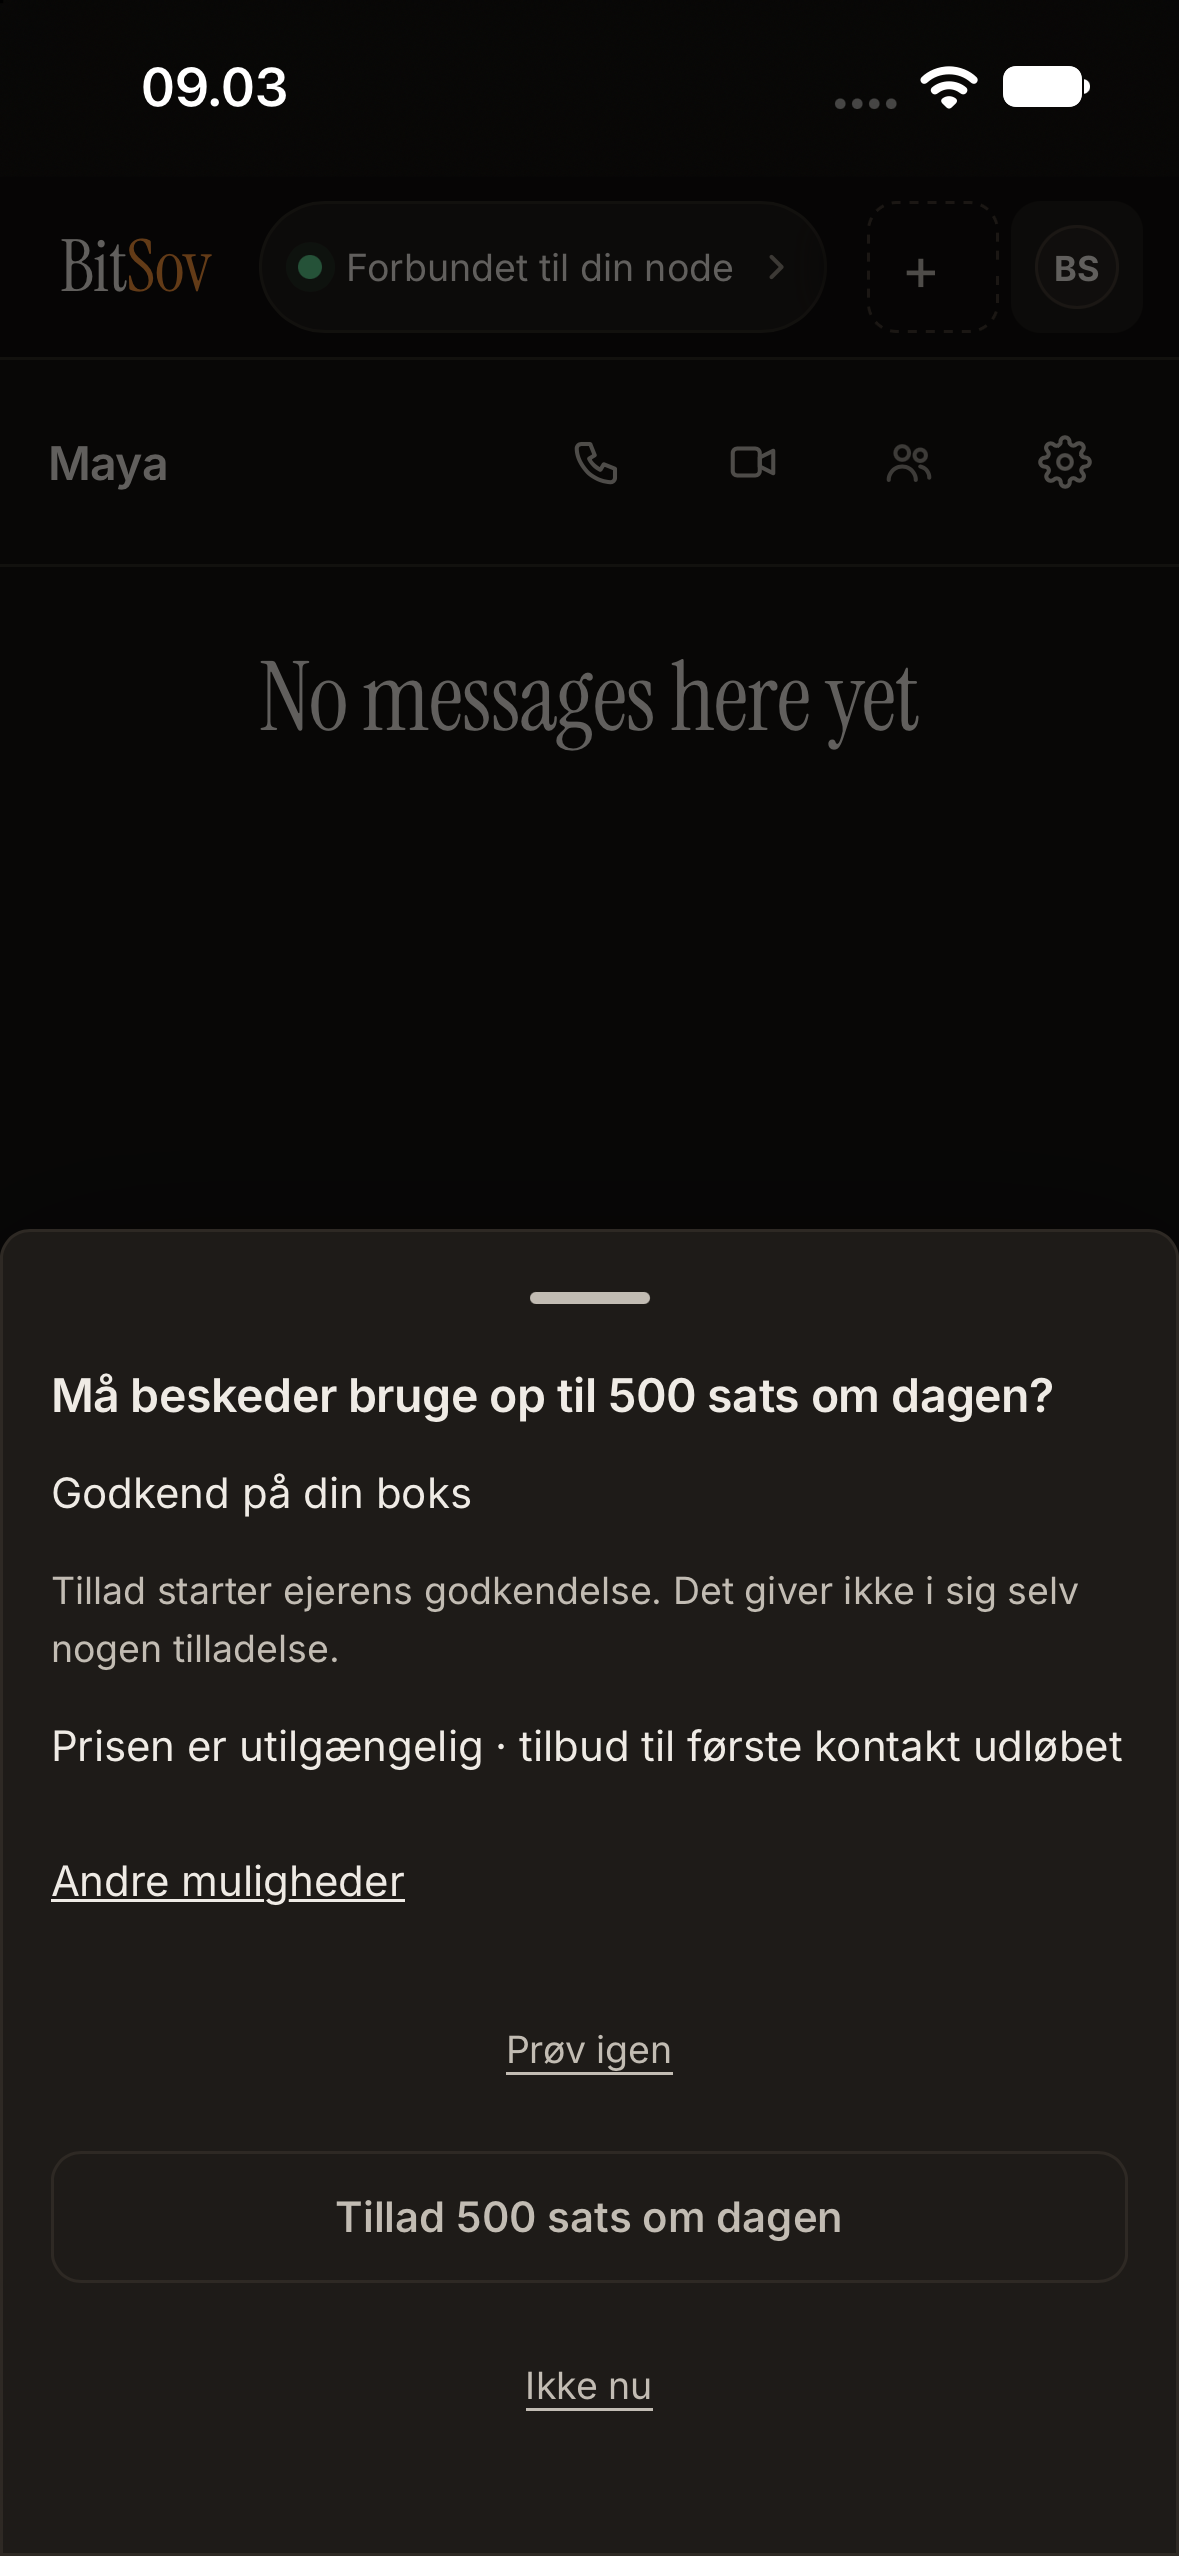 09.03
BitSov
Forbundet til din node
+
BS
Maya
No messages here yet
Må beskeder bruge op til 500 sats om dagen?
Godkend på din boks
Tillad starter ejerens godkendelse. Det giver ikke i sig selv
nogen tilladelse.
Prisen er utilgængelig · tilbud til første kontakt udløbet
Andre muligheder
Prøv igen
Tillad 500 sats om dagen
Ikke nu